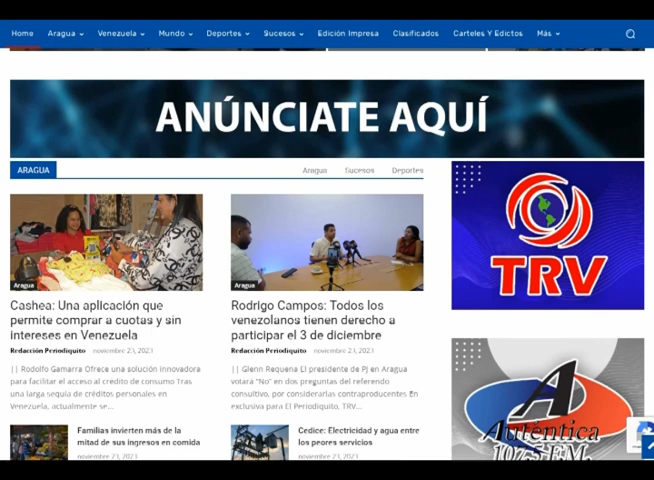 Home Aragua Venezuela Mundo Deportes Sucesos Edición Impresa Clasificados Carteles Y Edictos Más
ANÚNCIATE AQUÍ
ARAGUA
Aragua Sucesos Deportes
Aragua
Cashea: Una aplicación que
permite comprar a cuotas y sin
intereses en Venezuela
Redacción Periodiquito noviembre 23, 2023
|| Rodolfo Gamarra Ofrece una solución innovadora
para facilitar el acceso al crédito de consumo Tras
una larga sequía de créditos personales en
Venezuela, actualmente se...
Aragua
Rodrigo Campos: Todos los
venezolanos tienen derecho a
participar el 3 de diciembre
Redacción Periodiquito noviembre 23, 2023
|| Glenn Requena El presidente de PJ en Aragua
votará "No" en dos preguntas del referendo
consultivo, por considerarlas contraproducentes En
exclusiva para El Periodiquito, TRV...
Familias invierten más de la
mitad de sus ingresos en comida
noviembre 23, 2023
Cedice: Electricidad y agua entre
los peores servicios
noviembre 23, 2023
TRV
A
Auténtica
107.5 F.M.